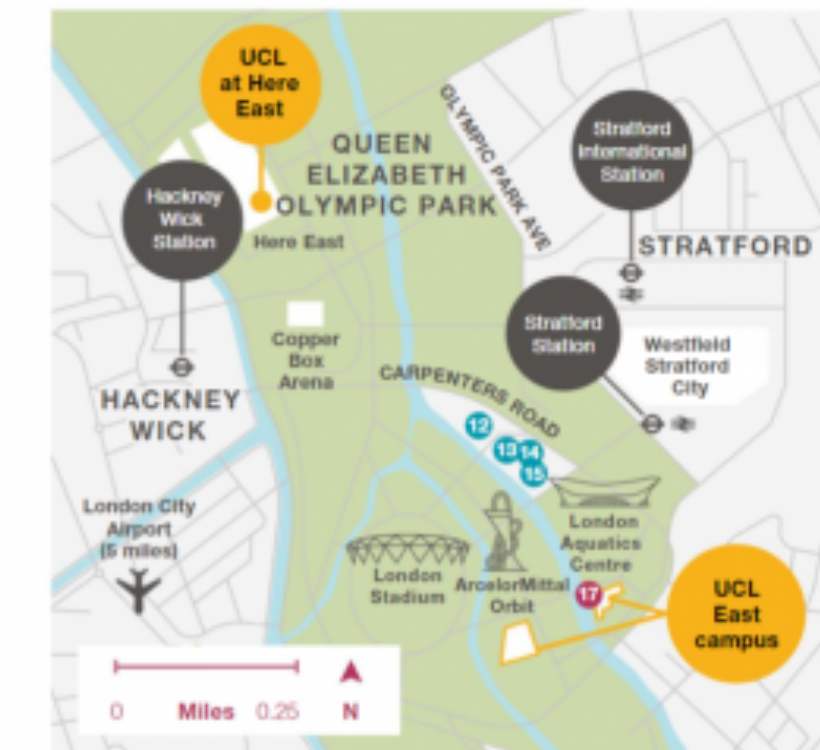 UCL
at Here
East
QUEEN
ELIZABETH
OLYMPIC PARK
OLYMPIC PARK AVE
Stratford
International
Station
Hackney
Wick
Station
Here East
STRATFORD
Copper
Box
Arena
Stratford
Station
Westfield
Stratford
City
CARPENTERS ROAD
HACKNEY
WICK
12
13
14
15
London City
Airport
(5 miles)
London
Stadium
ArcelorMittal
Orbit
London
Aquatics
Centre
17
UCL
East
campus
0 Miles 0.25 N